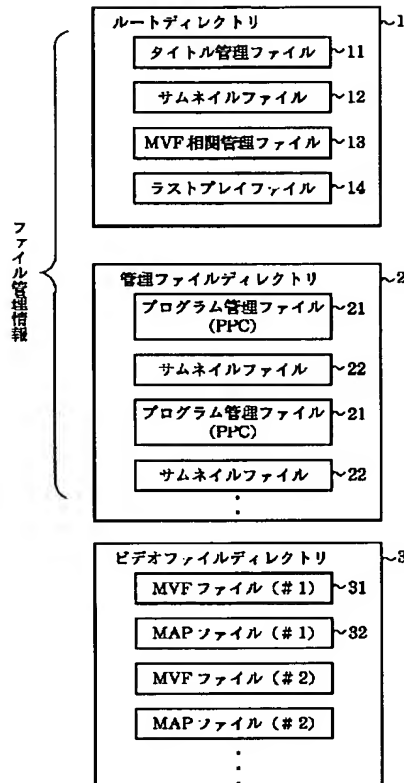 ルートディレクトリ ～1
タイトル管理ファイル ～11
サムネイルファイル ～12
MVF相関管理ファイル ～13
ラストプレイファイル ～14
ファイル管理情報
管理ファイルディレクトリ ～2
プログラム管理ファイル
(PPC) ～21
サムネイルファイル ～22
プログラム管理ファイル
(PPC) ～21
サムネイルファイル ～22
ビデオファイルディレクトリ ～3
MVFファイル (#1) ～31
MAPファイル (#1) ～32
MVFファイル (#2)
MAPファイル (#2)